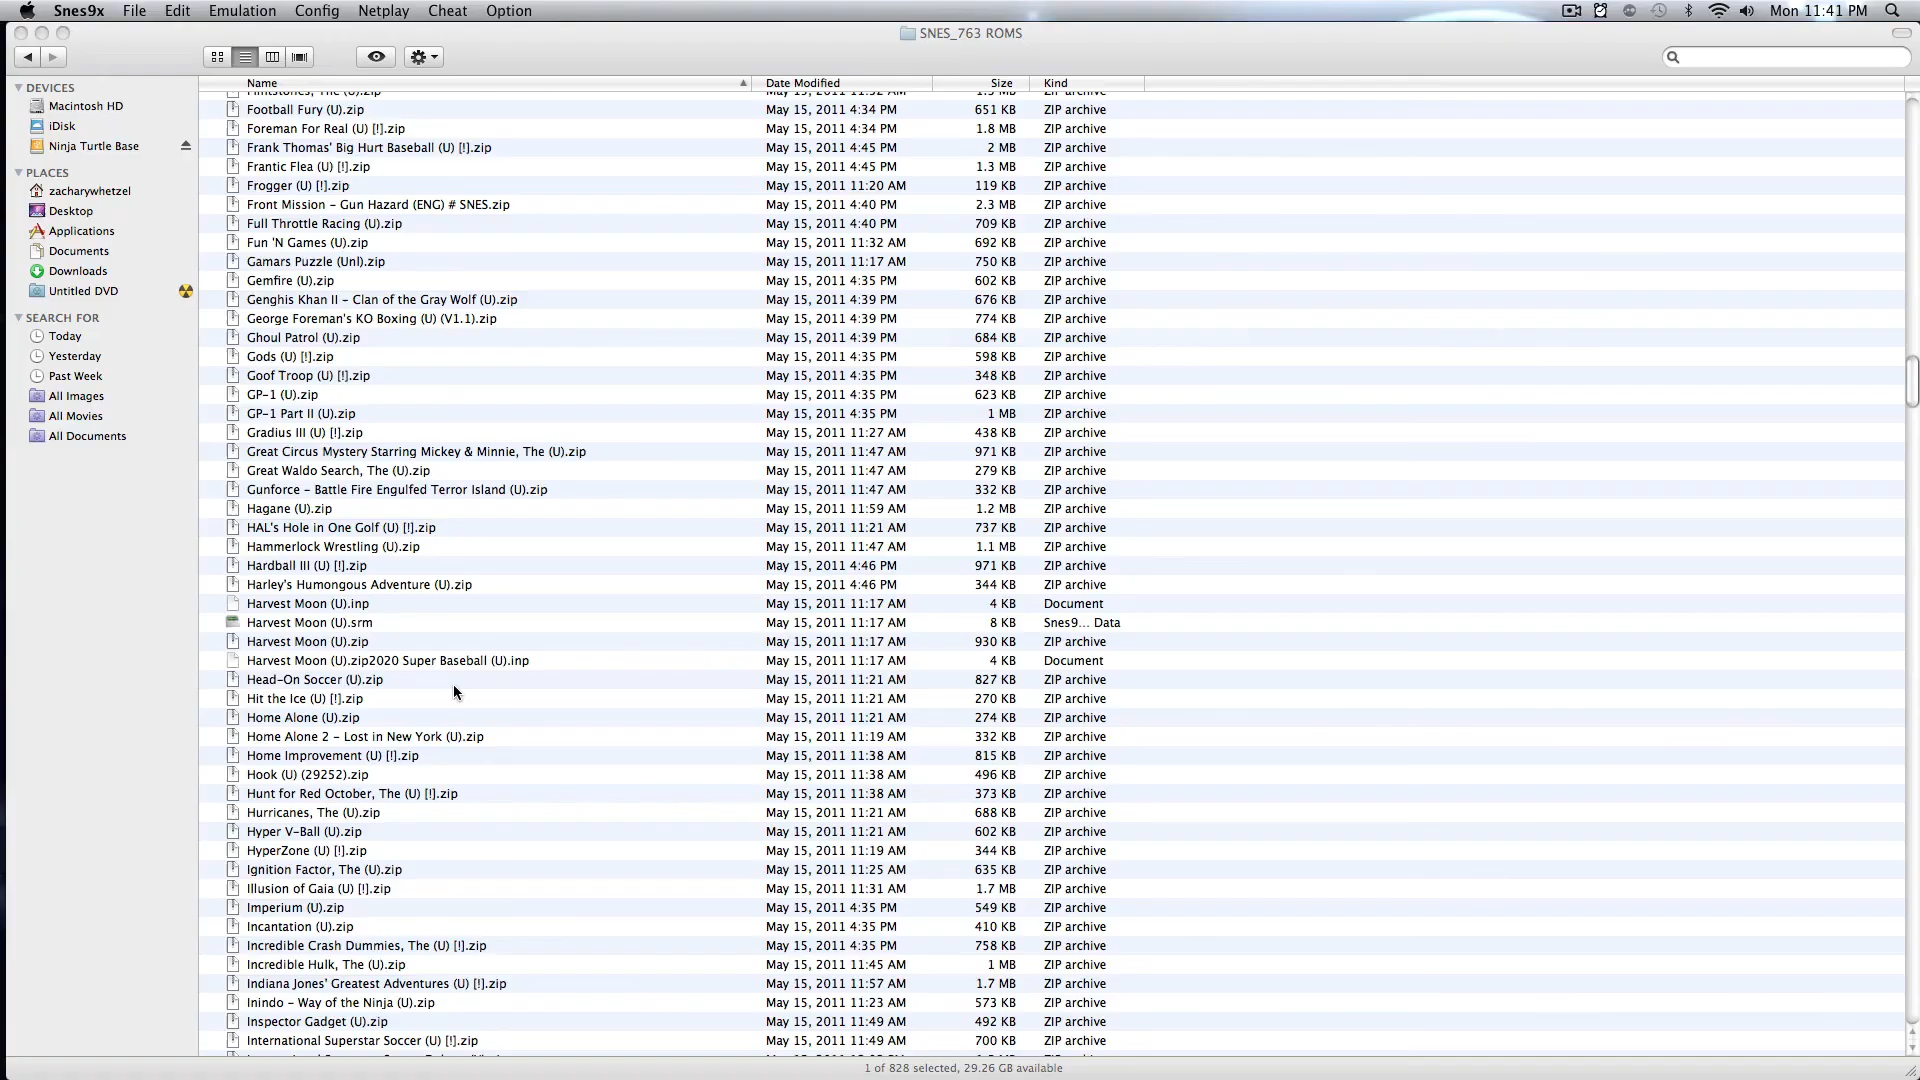 Snes9x File Edit Emulation Config Netplay Cheat Option Mon 11:41 PM
SNES_763 ROMS
Name Date Modified Size Kind
DEVICES
Macintosh HD
iDisk
Ninja Turtle Base
PLACES
zacharywhetzel
Desktop
Applications
Documents
Downloads
Untitled DVD
SEARCH FOR
Today
Yesterday
Past Week
All Images
All Movies
All Documents
Football Fury (U).zip May 15, 2011 4:34 PM 651 KB ZIP archive
Foreman For Real (U) [!].zip May 15, 2011 4:34 PM 1.8 MB ZIP archive
Frank Thomas' Big Hurt Baseball (U) [!].zip May 15, 2011 4:45 PM 2 MB ZIP archive
Frantic Flea (U) [!].zip May 15, 2011 4:45 PM 1.3 MB ZIP archive
Frogger (U) [!].zip May 15, 2011 11:20 AM 119 KB ZIP archive
Front Mission - Gun Hazard (ENG) # SNES.zip May 15, 2011 4:40 PM 2.3 MB ZIP archive
Full Throttle Racing (U).zip May 15, 2011 4:40 PM 709 KB ZIP archive
Fun 'N Games (U).zip May 15, 2011 11:32 AM 692 KB ZIP archive
Gamars Puzzle (Unl).zip May 15, 2011 11:17 AM 750 KB ZIP archive
Gemfire (U).zip May 15, 2011 4:35 PM 602 KB ZIP archive
Genghis Khan II - Clan of the Gray Wolf (U).zip May 15, 2011 4:39 PM 676 KB ZIP archive
George Foreman's KO Boxing (U) (V1.1).zip May 15, 2011 4:39 PM 774 KB ZIP archive
Ghoul Patrol (U).zip May 15, 2011 4:39 PM 684 KB ZIP archive
Gods (U) [!].zip May 15, 2011 4:35 PM 598 KB ZIP archive
Goof Troop (U) [!].zip May 15, 2011 4:35 PM 348 KB ZIP archive
GP-1 (U).zip May 15, 2011 4:35 PM 623 KB ZIP archive
GP-1 Part II (U).zip May 15, 2011 4:35 PM 1 MB ZIP archive
Gradius III (U) [!].zip May 15, 2011 11:27 AM 438 KB ZIP archive
Great Circus Mystery Starring Mickey & Minnie, The (U).zip May 15, 2011 11:47 AM 971 KB ZIP archive
Great Waldo Search, The (U).zip May 15, 2011 11:47 AM 279 KB ZIP archive
Gunforce - Battle Fire Engulfed Terror Island (U).zip May 15, 2011 11:47 AM 332 KB ZIP archive
Hagane (U).zip May 15, 2011 11:59 AM 1.2 MB ZIP archive
HAL's Hole in One Golf (U) [!].zip May 15, 2011 11:21 AM 737 KB ZIP archive
Hammerlock Wrestling (U).zip May 15, 2011 11:47 AM 1.1 MB ZIP archive
Hardball III (U) [!].zip May 15, 2011 4:46 PM 971 KB ZIP archive
Harley's Humongous Adventure (U).zip May 15, 2011 4:46 PM 344 KB ZIP archive
Harvest Moon (U).inp May 15, 2011 11:17 AM 4 KB Document
Harvest Moon (U).srm May 15, 2011 11:17 AM 8 KB Snes9... Data
Harvest Moon (U).zip May 15, 2011 11:17 AM 930 KB ZIP archive
Harvest Moon (U).zip2020 Super Baseball (U).inp May 15, 2011 11:17 AM 4 KB Document
Head-On Soccer (U).zip May 15, 2011 11:21 AM 827 KB ZIP archive
Hit the Ice (U) [!].zip May 15, 2011 11:21 AM 270 KB ZIP archive
Home Alone (U).zip May 15, 2011 11:21 AM 274 KB ZIP archive
Home Alone 2 - Lost in New York (U).zip May 15, 2011 11:19 AM 332 KB ZIP archive
Home Improvement (U) [!].zip May 15, 2011 11:38 AM 815 KB ZIP archive
Hook (U) (29252).zip May 15, 2011 11:38 AM 496 KB ZIP archive
Hunt for Red October, The (U) [!].zip May 15, 2011 11:38 AM 373 KB ZIP archive
Hurricanes, The (U).zip May 15, 2011 11:21 AM 688 KB ZIP archive
Hyper V-Ball (U).zip May 15, 2011 11:21 AM 602 KB ZIP archive
HyperZone (U) [!].zip May 15, 2011 11:19 AM 344 KB ZIP archive
Ignition Factor, The (U).zip May 15, 2011 11:25 AM 635 KB ZIP archive
Illusion of Gaia (U) [!].zip May 15, 2011 11:31 AM 1.7 MB ZIP archive
Imperium (U).zip May 15, 2011 4:35 PM 549 KB ZIP archive
Incantation (U).zip May 15, 2011 4:35 PM 410 KB ZIP archive
Incredible Crash Dummies, The (U) [!].zip May 15, 2011 4:35 PM 758 KB ZIP archive
Incredible Hulk, The (U).zip May 15, 2011 11:45 AM 1 MB ZIP archive
Indiana Jones' Greatest Adventures (U) [!].zip May 15, 2011 11:57 AM 1.7 MB ZIP archive
Inindo - Way of the Ninja (U).zip May 15, 2011 11:23 AM 573 KB ZIP archive
Inspector Gadget (U).zip May 15, 2011 11:49 AM 492 KB ZIP archive
International Superstar Soccer (U) [!].zip May 15, 2011 11:49 AM 700 KB ZIP archive
1 of 828 selected, 29.26 GB available